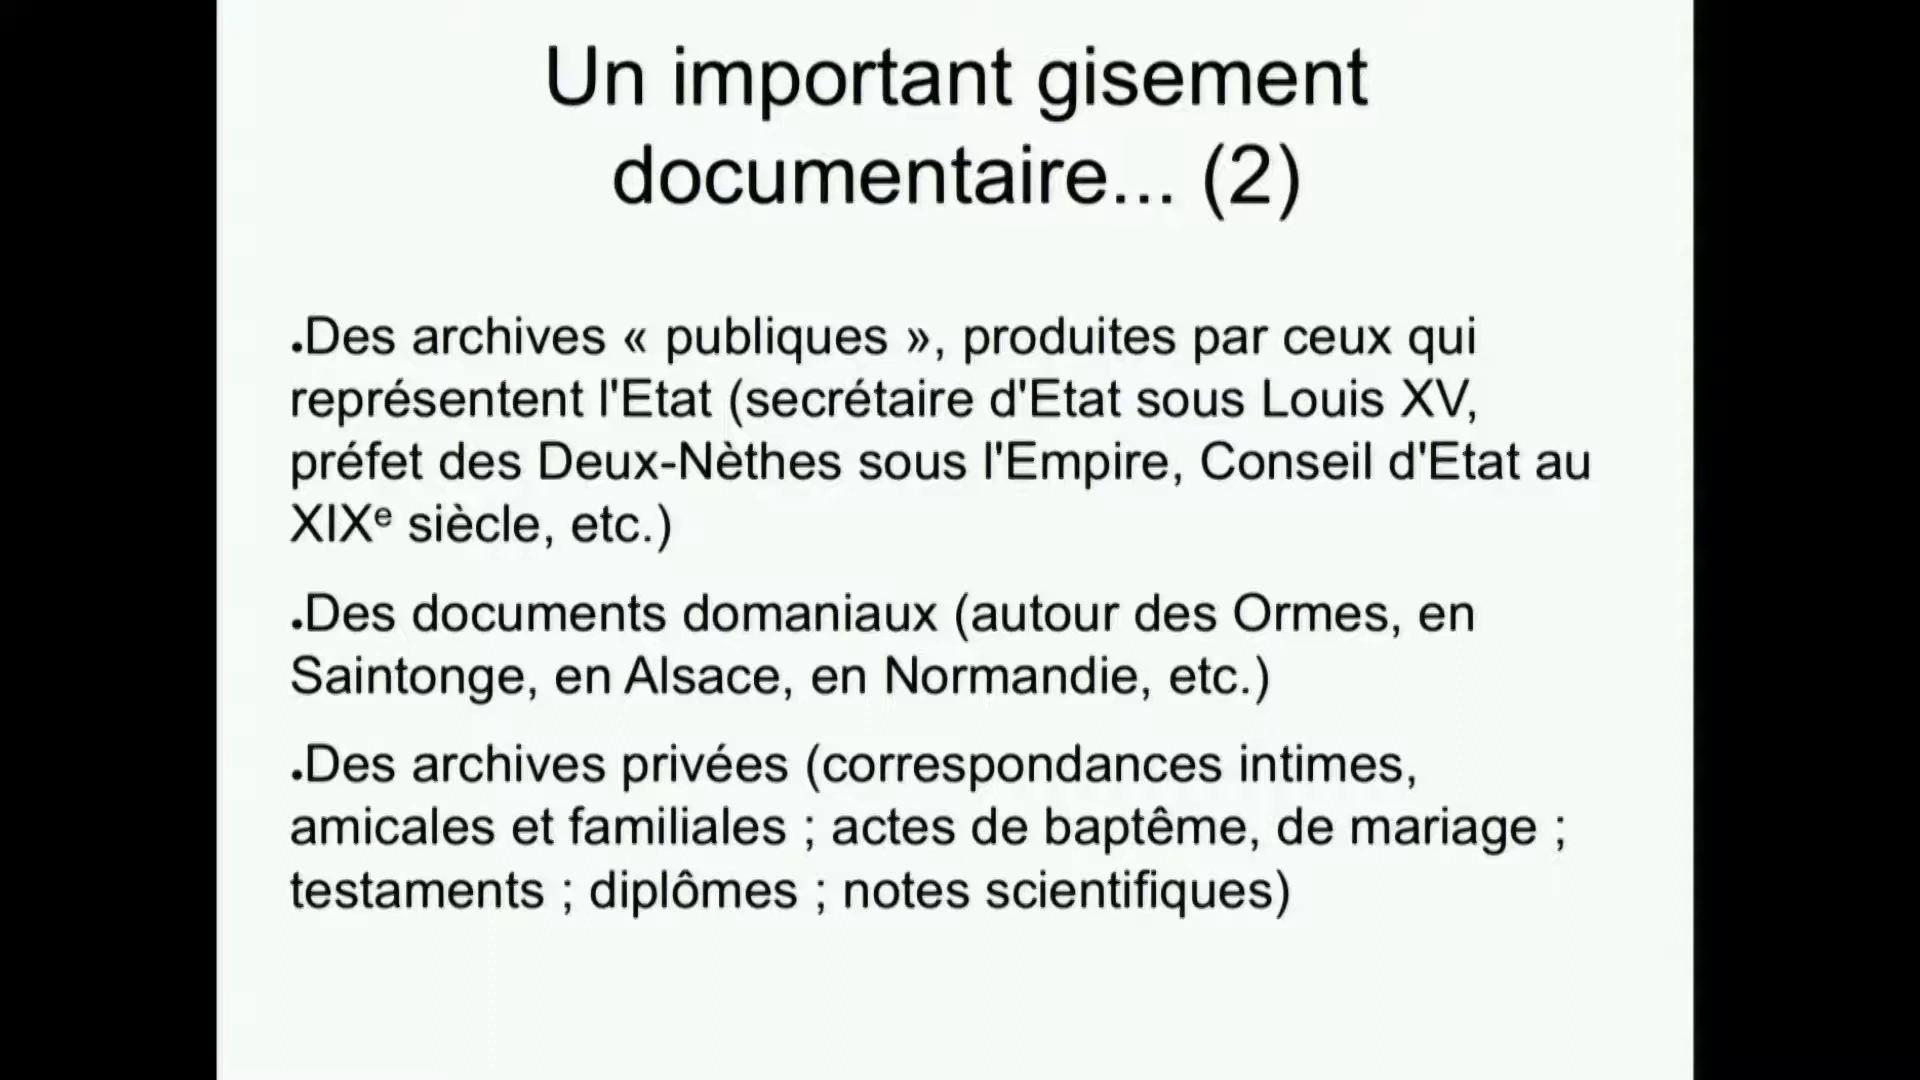 Un important gisement
documentaire... (2)
●Des archives « publiques », produites par ceux qui
représentent l'Etat (secrétaire d'Etat sous Louis XV,
préfet des Deux-Nèthes sous l'Empire, Conseil d'Etat au
XIXe siècle, etc.)
●Des documents domaniaux (autour des Ormes, en
Saintonge, en Alsace, en Normandie, etc.)
●Des archives privées (correspondances intimes,
amicales et familiales ; actes de baptême, de mariage ;
testaments ; diplômes ; notes scientifiques)